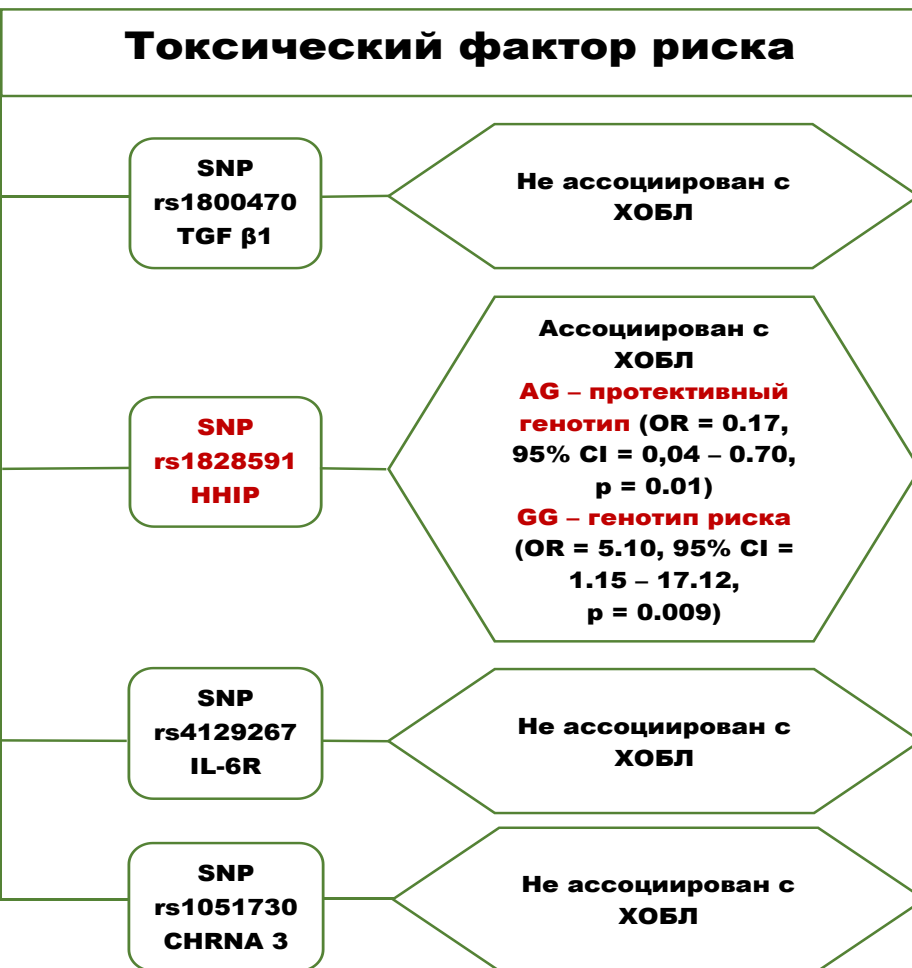 Токсический фактор риска
SNP
rs1800470
TGF β1
Не ассоциирован с
ХОБЛ
SNP
rs1828591
HHIP
Ассоциирован с
ХОБЛ
AG – протективный
генотип (OR = 0.17,
95% CI = 0,04 – 0.70,
p = 0.01)
GG – генотип риска
(OR = 5.10, 95% CI =
1.15 – 17.12,
p = 0.009)
SNP
rs4129267
IL-6R
Не ассоциирован с
ХОБЛ
SNP
rs1051730
CHRNA 3
Не ассоциирован с
ХОБЛ